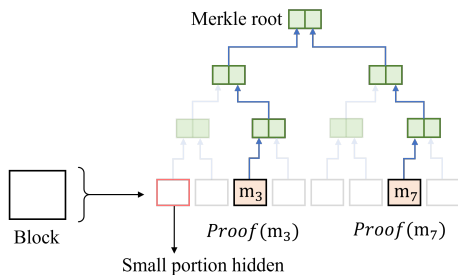 Merkle root
m3
m7
Block
Proof(m3)
Proof(m7)
Small portion hidden